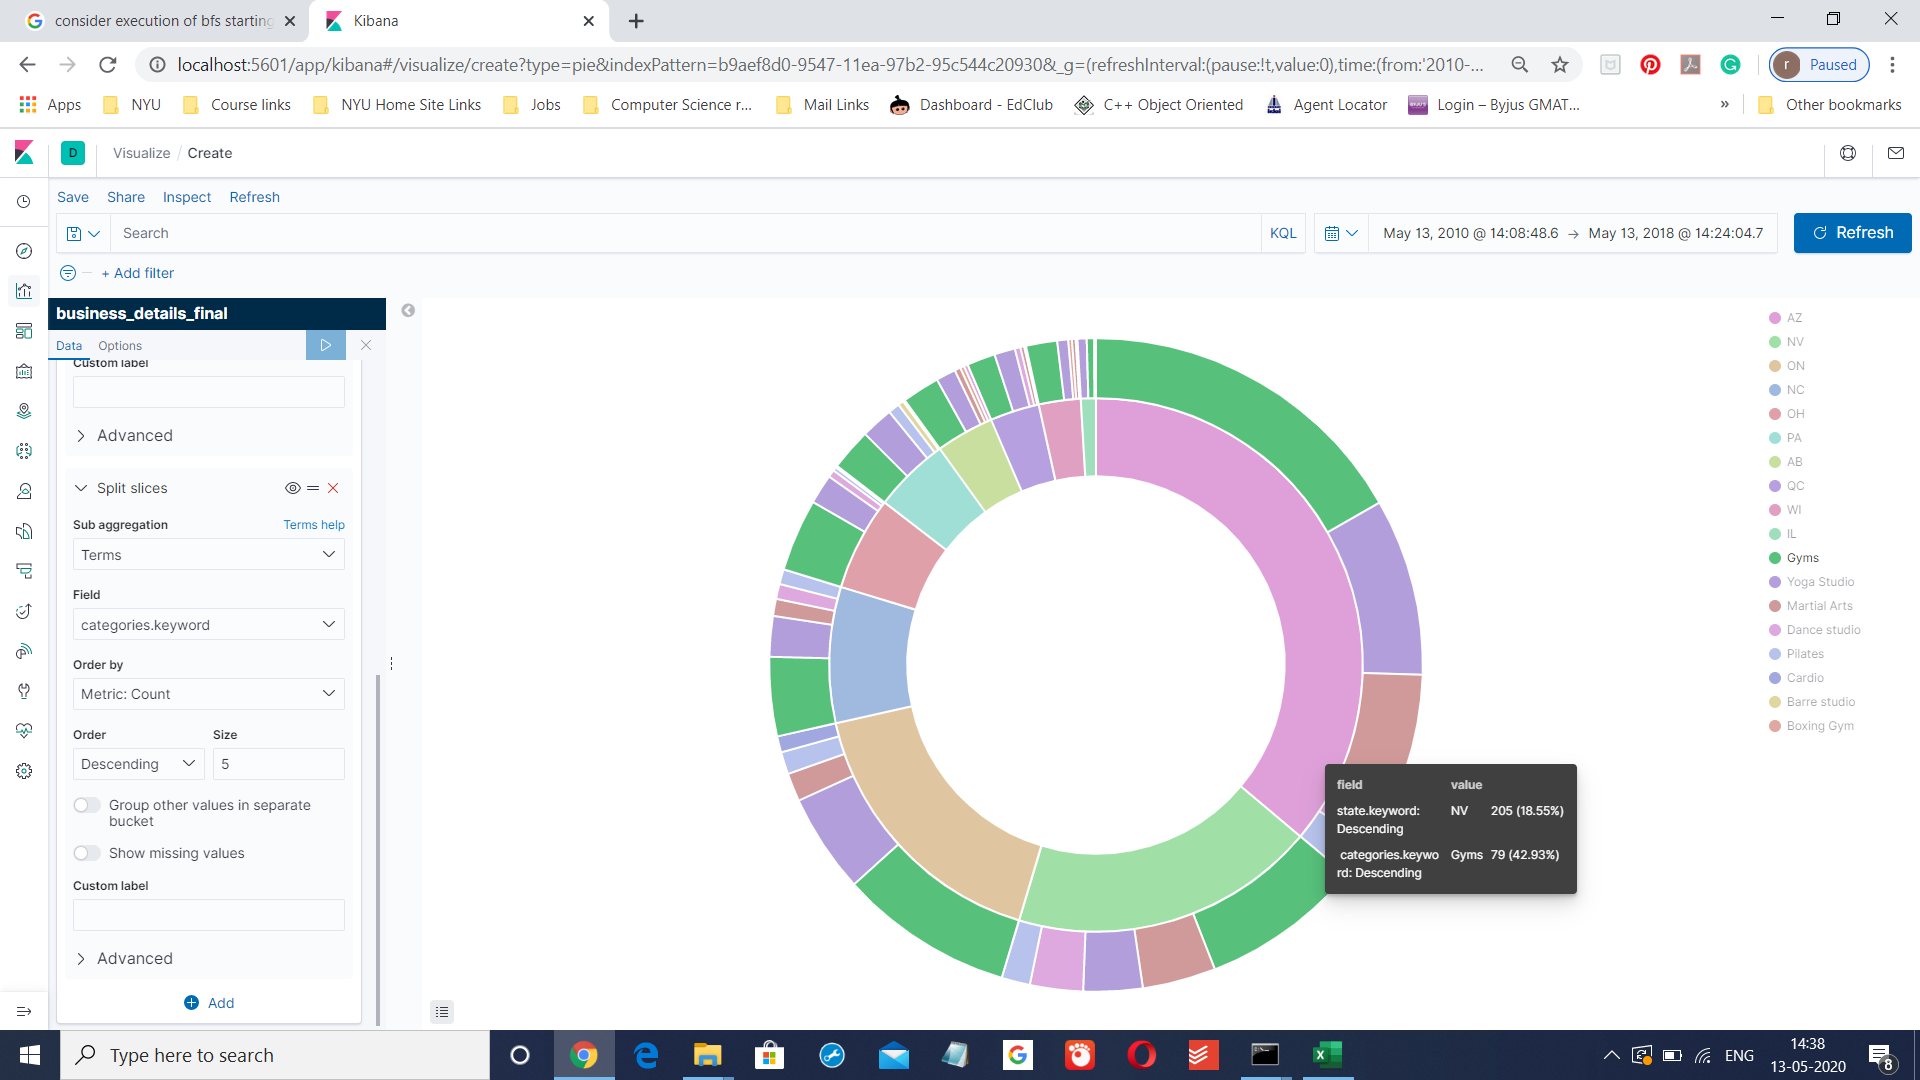 consider execution of bfs starting
Kibana
localhost:5601/app/kibana#/visualize/create?type=pie&indexPattern=b9aef8d0-9547-11ea-97b2-95c544c20930&_g=(refreshInterval:(pause:!t,value:0),time:(from:'2010-...
r Paused
Apps NYU Course links NYU Home Site Links Jobs Computer Science r... Mail Links Dashboard - EdClub C++ Object Oriented Agent Locator Login – Byjus GMAT... » Other bookmarks
D Visualize / Create
Save Share Inspect Refresh
Search KQL May 13, 2010 @ 14:08:48.6 → May 13, 2018 @ 14:24:04.7 Refresh
+ Add filter
business_details_final
Data Options
Custom label
Advanced
Split slices
Sub aggregation Terms help
Terms
Field
categories.keyword
Order by
Metric: Count
Order Size
Descending 5
Group other values in separate
bucket
Show missing values
Custom label
Advanced
Add
AZ
NV
ON
NC
OH
PA
AB
QC
WI
IL
Gyms
Yoga Studio
Martial Arts
Dance studio
Pilates
Cardio
Barre studio
Boxing Gym
field value
state.keyword: NV 205 (18.55%)
Descending
categories.keywo Gyms 79 (42.93%)
rd: Descending
Type here to search
ENG
14:38
13-05-2020
8